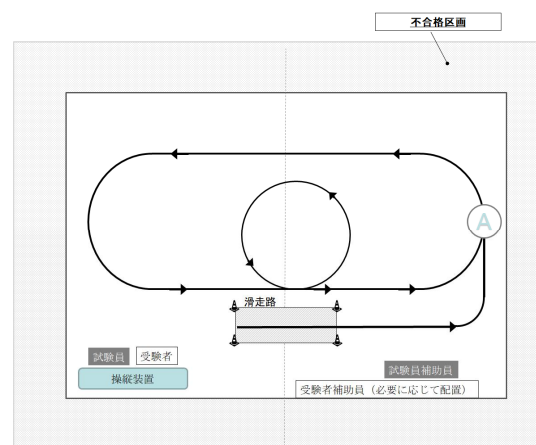 不合格区画
A
滑走路
試験員
受験者
操縦装置
試験員補助員
受験者補助員（必要に応じて配置）